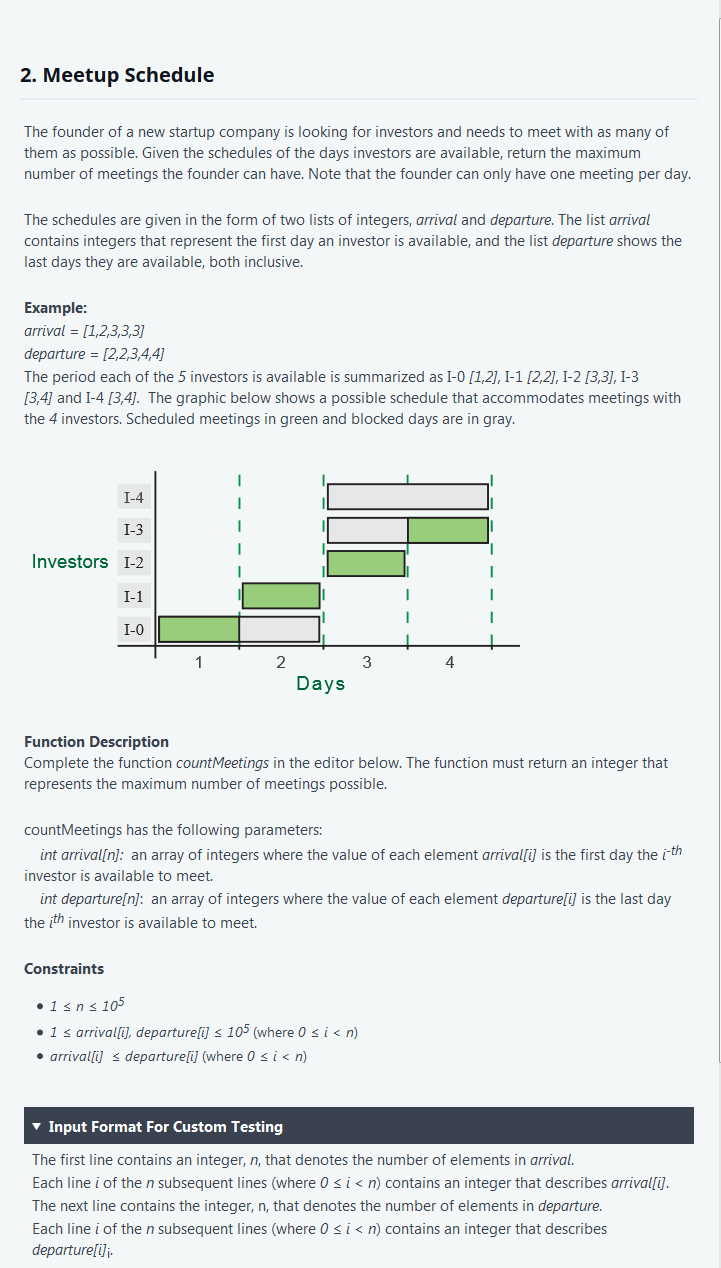 2. Meetup Schedule
The founder of a new startup company is looking for investors and needs to meet with as many of
them as possible. Given the schedules of the days investors are available, return the maximum
number of meetings the founder can have. Note that the founder can only have one meeting per day.
The schedules are given in the form of two lists of integers, arrival and departure. The list arrival
contains integers that represent the first day an investor is available, and the list departure shows the
last days they are available, both inclusive.
Example:
arrival = [1,2,3,3,3]
departure = [2,2,3,4,4]
The period each of the 5 investors is available is summarized as I-0 [1,2], I-1 [2,2], I-2 [3,3], I-3
[3,4] and I-4 [3,4]. The graphic below shows a possible schedule that accommodates meetings with
the 4 investors. Scheduled meetings in green and blocked days are in gray.
I-4
I-3
Investors I-2
I-1
I-0
1 2 3 4
Days
Function Description
Complete the function countMeetings in the editor below. The function must return an integer that
represents the maximum number of meetings possible.
countMeetings has the following parameters:
int arrival[n]: an array of integers where the value of each element arrival[i] is the first day the i-th
investor is available to meet.
int departure[n]: an array of integers where the value of each element departure[i] is the last day
the ith investor is available to meet.
Constraints
• 1 ≤ n ≤ 10⁵
• 1 ≤ arrival[i], departure[i] ≤ 10⁵ (where 0 ≤ i < n)
• arrival[i] ≤ departure[i] (where 0 ≤ i < n)
▼ Input Format For Custom Testing
The first line contains an integer, n, that denotes the number of elements in arrival.
Each line i of the n subsequent lines (where 0 ≤ i < n) contains an integer that describes arrival[i].
The next line contains the integer, n, that denotes the number of elements in departure.
Each line i of the n subsequent lines (where 0 ≤ i < n) contains an integer that describes
departure[i]i.